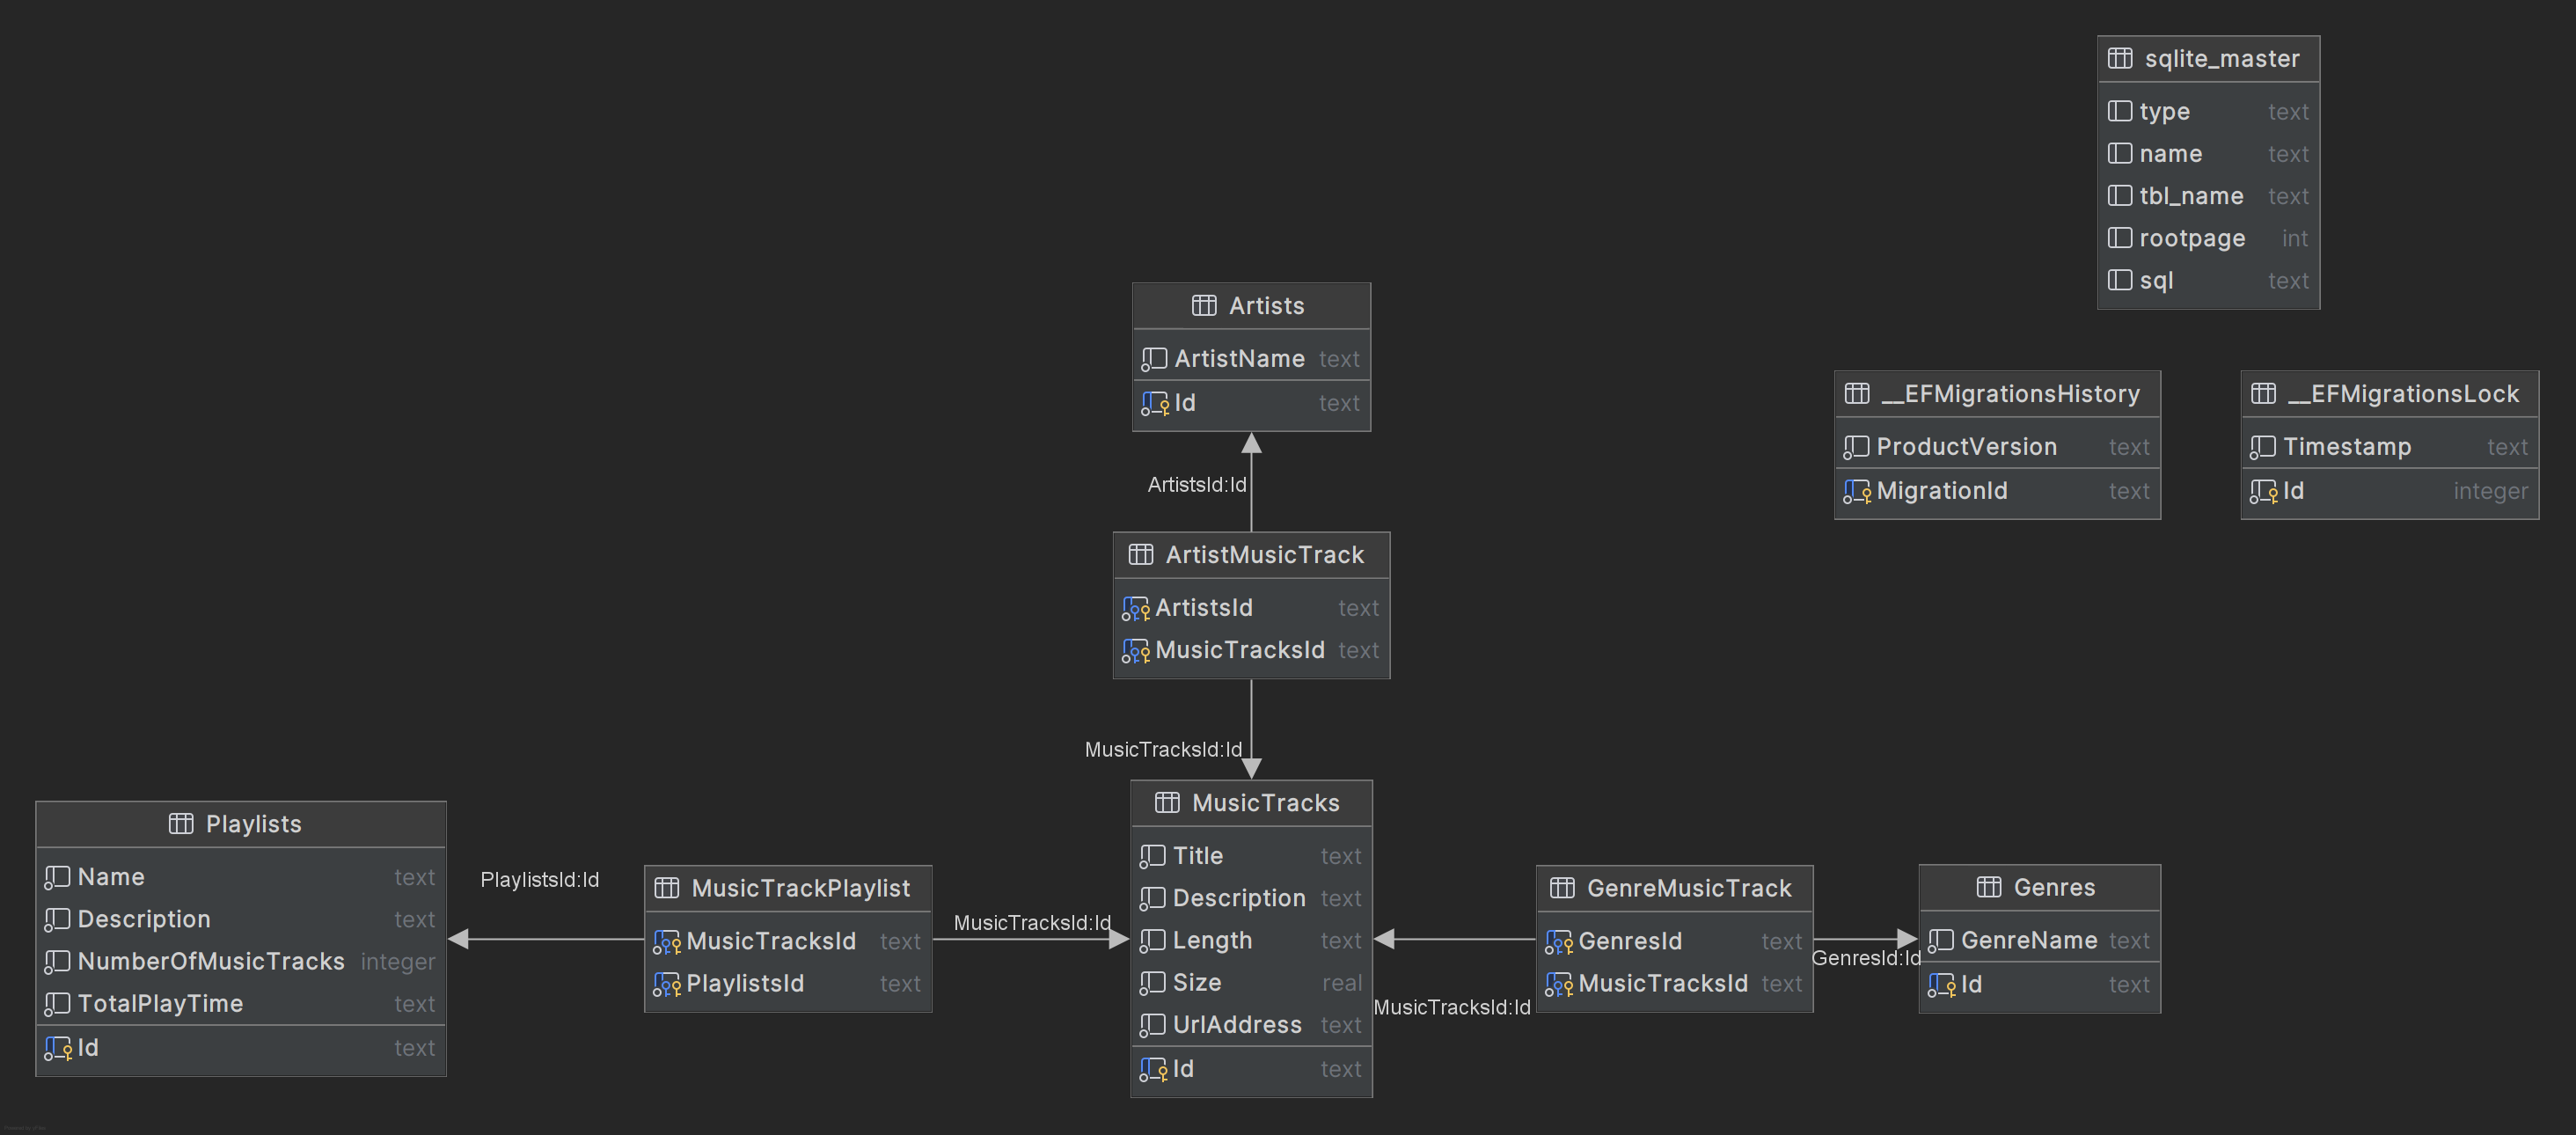 sqlite_master
type text
name text
tbl_name text
rootpage int
sql text
Artists
ArtistName text
Id text
__EFMigrationsHistory
ProductVersion text
MigrationId text
__EFMigrationsLock
Timestamp text
Id integer
ArtistsId:Id
ArtistMusicTrack
ArtistsId text
MusicTracksId text
MusicTracksId:Id
Playlists
Name text
Description text
NumberOfMusicTracks integer
TotalPlayTime text
Id text
PlaylistsId:Id
MusicTrackPlaylist
MusicTracksId text
PlaylistsId text
MusicTracksId:Id
MusicTracks
Title text
Description text
Length text
Size real
UrlAddress text
Id text
MusicTracksId:Id
GenreMusicTrack
GenresId text
MusicTracksId text
GenresId:Id
Genres
GenreName text
Id text